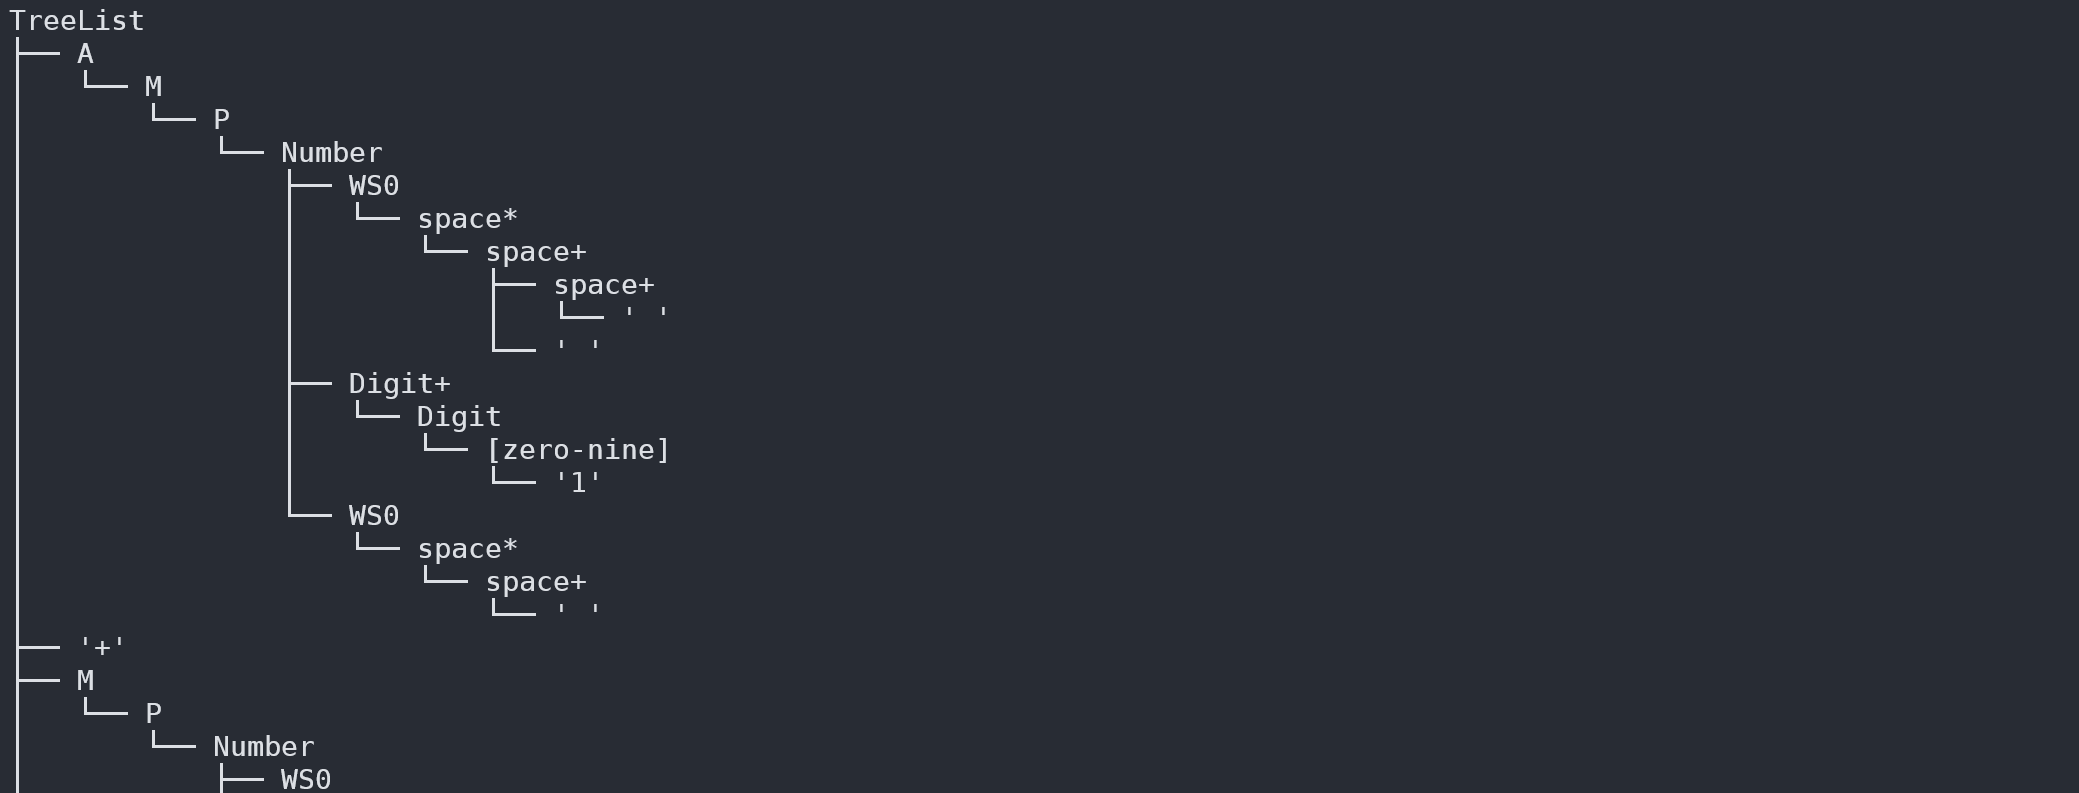 TreeList
├── A
    └── M
        └── P
            └── Number
                ├── WS0
                    └── space*
                        └── space+
                            ├── space+
                                └── ' '
                            └── ' '
                ├── Digit+
                    └── Digit
                        └── [zero-nine]
                            └── '1'
                └── WS0
                    └── space*
                        └── space+
                            └── ' '
├── '+'
├── M
    └── P
        └── Number
            ├── WS0